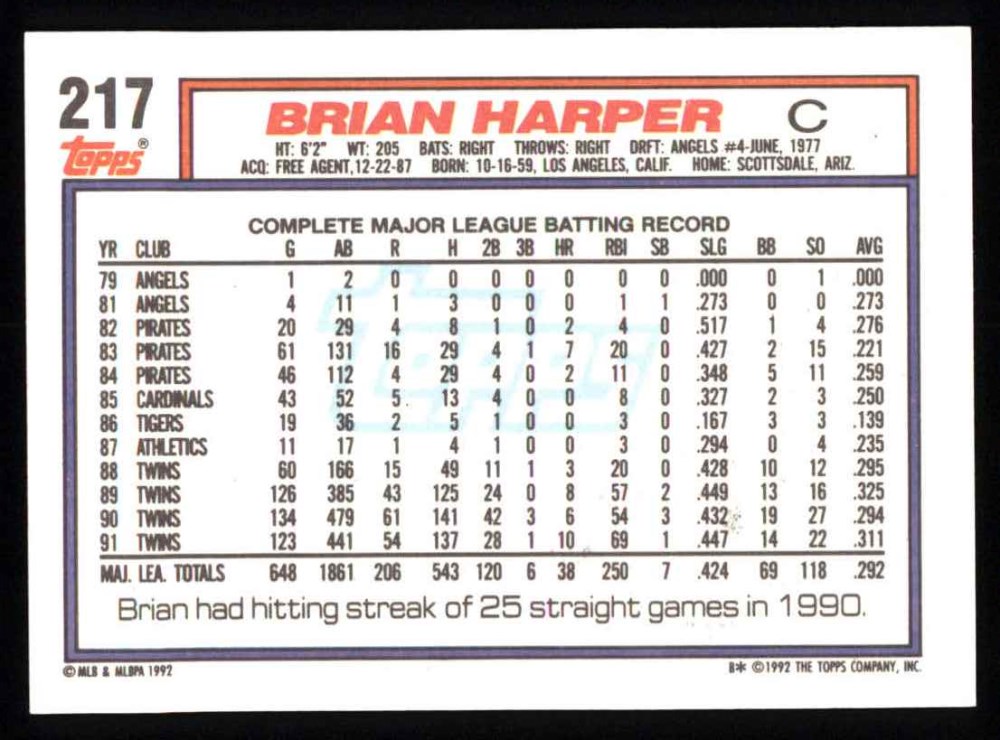 217
BRIAN HARPER C
topps®
HT: 6'2" WT: 205 BATS: RIGHT THROWS: RIGHT DRFT: ANGELS #4-JUNE, 1977
ACQ: FREE AGENT,12-22-87 BORN: 10-16-59, LOS ANGELES, CALIF. HOME: SCOTTSDALE, ARIZ.
COMPLETE MAJOR LEAGUE BATTING RECORD
YR CLUB G AB R H 2B 3B HR RBI SB SLG BB SO AVG
79 ANGELS 1 2 0 0 0 0 0 0 0 .000 0 1 .000
81 ANGELS 4 11 1 3 0 0 0 1 1 .273 0 0 .273
82 PIRATES 20 29 4 8 1 0 2 4 0 .517 1 4 .276
83 PIRATES 61 131 16 29 4 1 7 20 0 .427 2 15 .221
84 PIRATES 46 112 4 29 4 0 2 11 0 .348 5 11 .259
85 CARDINALS 43 52 5 13 4 0 0 8 0 .327 2 3 .250
86 TIGERS 19 36 2 5 1 0 0 3 0 .167 3 3 .139
87 ATHLETICS 11 17 1 4 1 0 0 3 0 .294 0 4 .235
88 TWINS 60 166 15 49 11 1 3 20 0 .428 10 12 .295
89 TWINS 126 385 43 125 24 0 8 57 2 .449 13 16 .325
90 TWINS 134 479 61 141 42 3 6 54 3 .432 19 27 .294
91 TWINS 123 441 54 137 28 1 10 69 1 .447 14 22 .311
MAJ. LEA. TOTALS 648 1861 206 543 120 6 38 250 7 .424 69 118 .292
topps
Brian had hitting streak of 25 straight games in 1990.
© MLB & MLBPA 1992 B* ©1992 THE TOPPS COMPANY, INC.